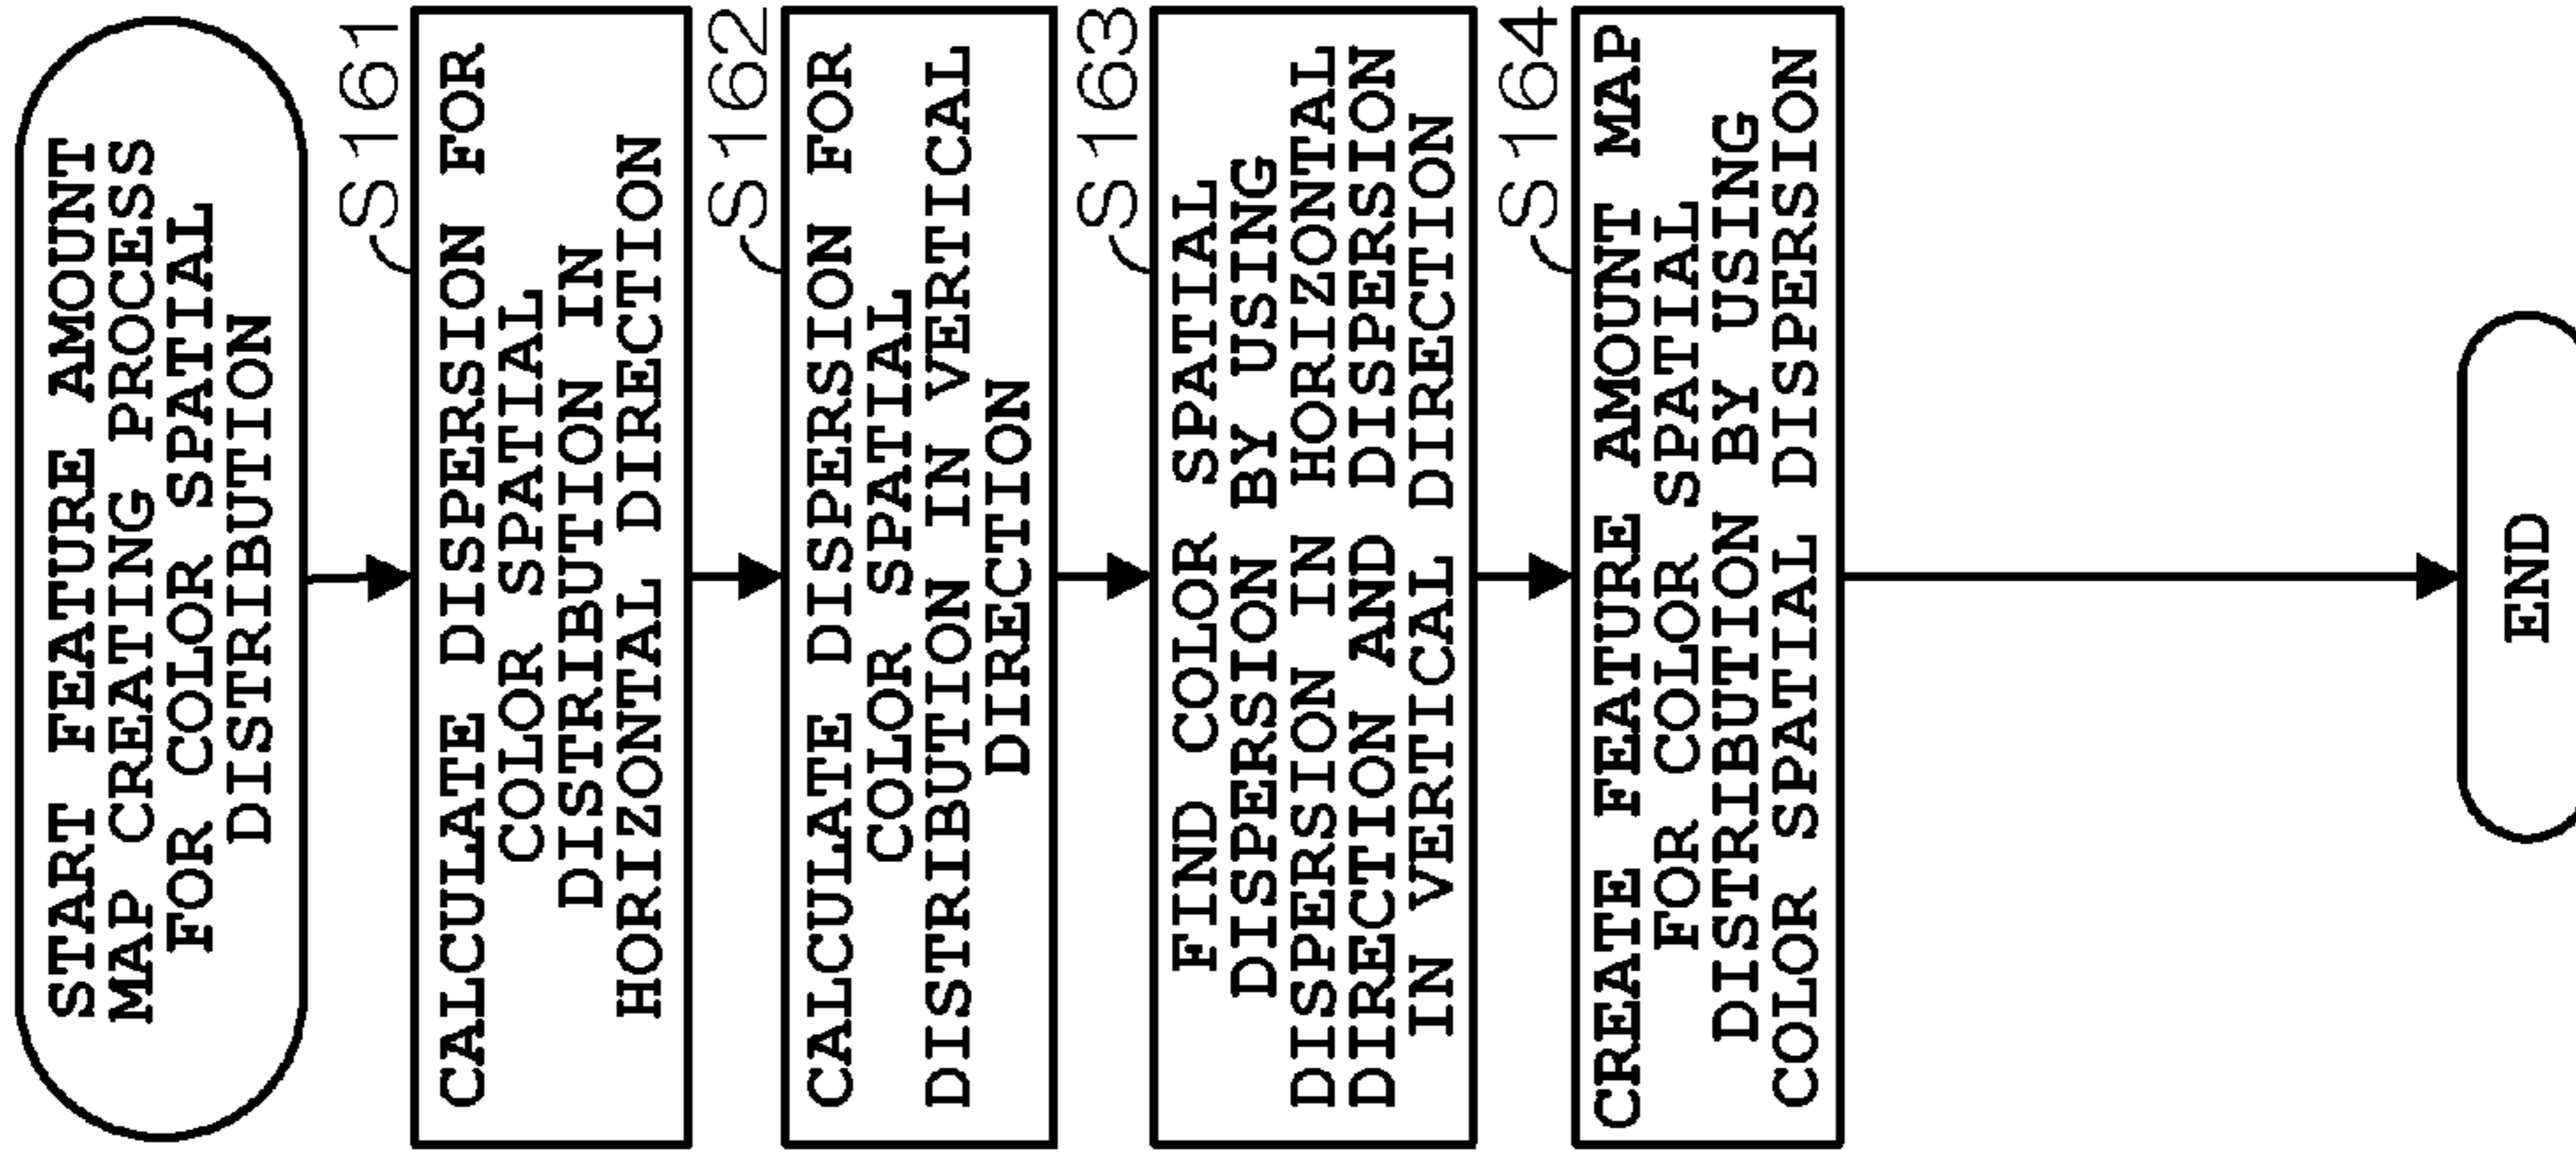 START FEATURE AMOUNT
MAP CREATING PROCESS
FOR COLOR SPATIAL
DISTRIBUTION
S161
CALCULATE DISPERSION FOR
COLOR SPATIAL
DISTRIBUTION IN
HORIZONTAL DIRECTION
S162
CALCULATE DISPERSION FOR
COLOR SPATIAL
DISTRIBUTION IN VERTICAL
DIRECTION
S163
FIND COLOR SPATIAL
DISPERSION BY USING
DISPERSION IN HORIZONTAL
DIRECTION AND DISPERSION
IN VERTICAL DIRECTION
S164
CREATE FEATURE AMOUNT MAP
FOR COLOR SPATIAL
DISTRIBUTION BY USING
COLOR SPATIAL DISPERSION
END